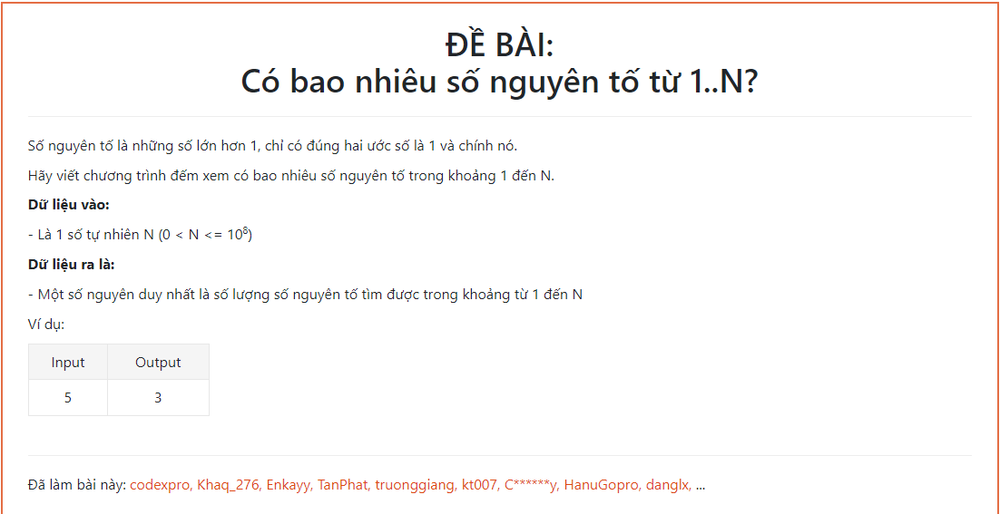 ĐỀ BÀI:
Có bao nhiêu số nguyên tố từ 1..N?
Số nguyên tố là những số lớn hơn 1, chỉ có đúng hai ước số là 1 và chính nó.
Hãy viết chương trình đếm xem có bao nhiêu số nguyên tố trong khoảng 1 đến N.
Dữ liệu vào:
- Là 1 số tự nhiên N (0 < N <= 10⁸)
Dữ liệu ra là:
- Một số nguyên duy nhất là số lượng số nguyên tố tìm được trong khoảng từ 1 đến N
Ví dụ:
Input Output
5 3
Đã làm bài này: codexpro, Khaq_276, Enkayy, TanPhat, truonggiang, kt007, C******y, HanuGopro, danglx, ...